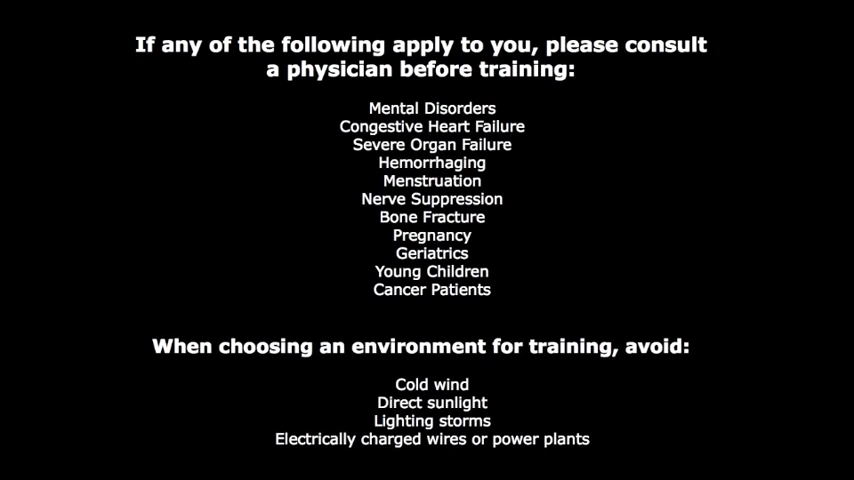 If any of the following apply to you, please consult
a physician before training:
Mental Disorders
Congestive Heart Failure
Severe Organ Failure
Hemorrhaging
Menstruation
Nerve Suppression
Bone Fracture
Pregnancy
Geriatrics
Young Children
Cancer Patients
When choosing an environment for training, avoid:
Cold wind
Direct sunlight
Lighting storms
Electrically charged wires or power plants